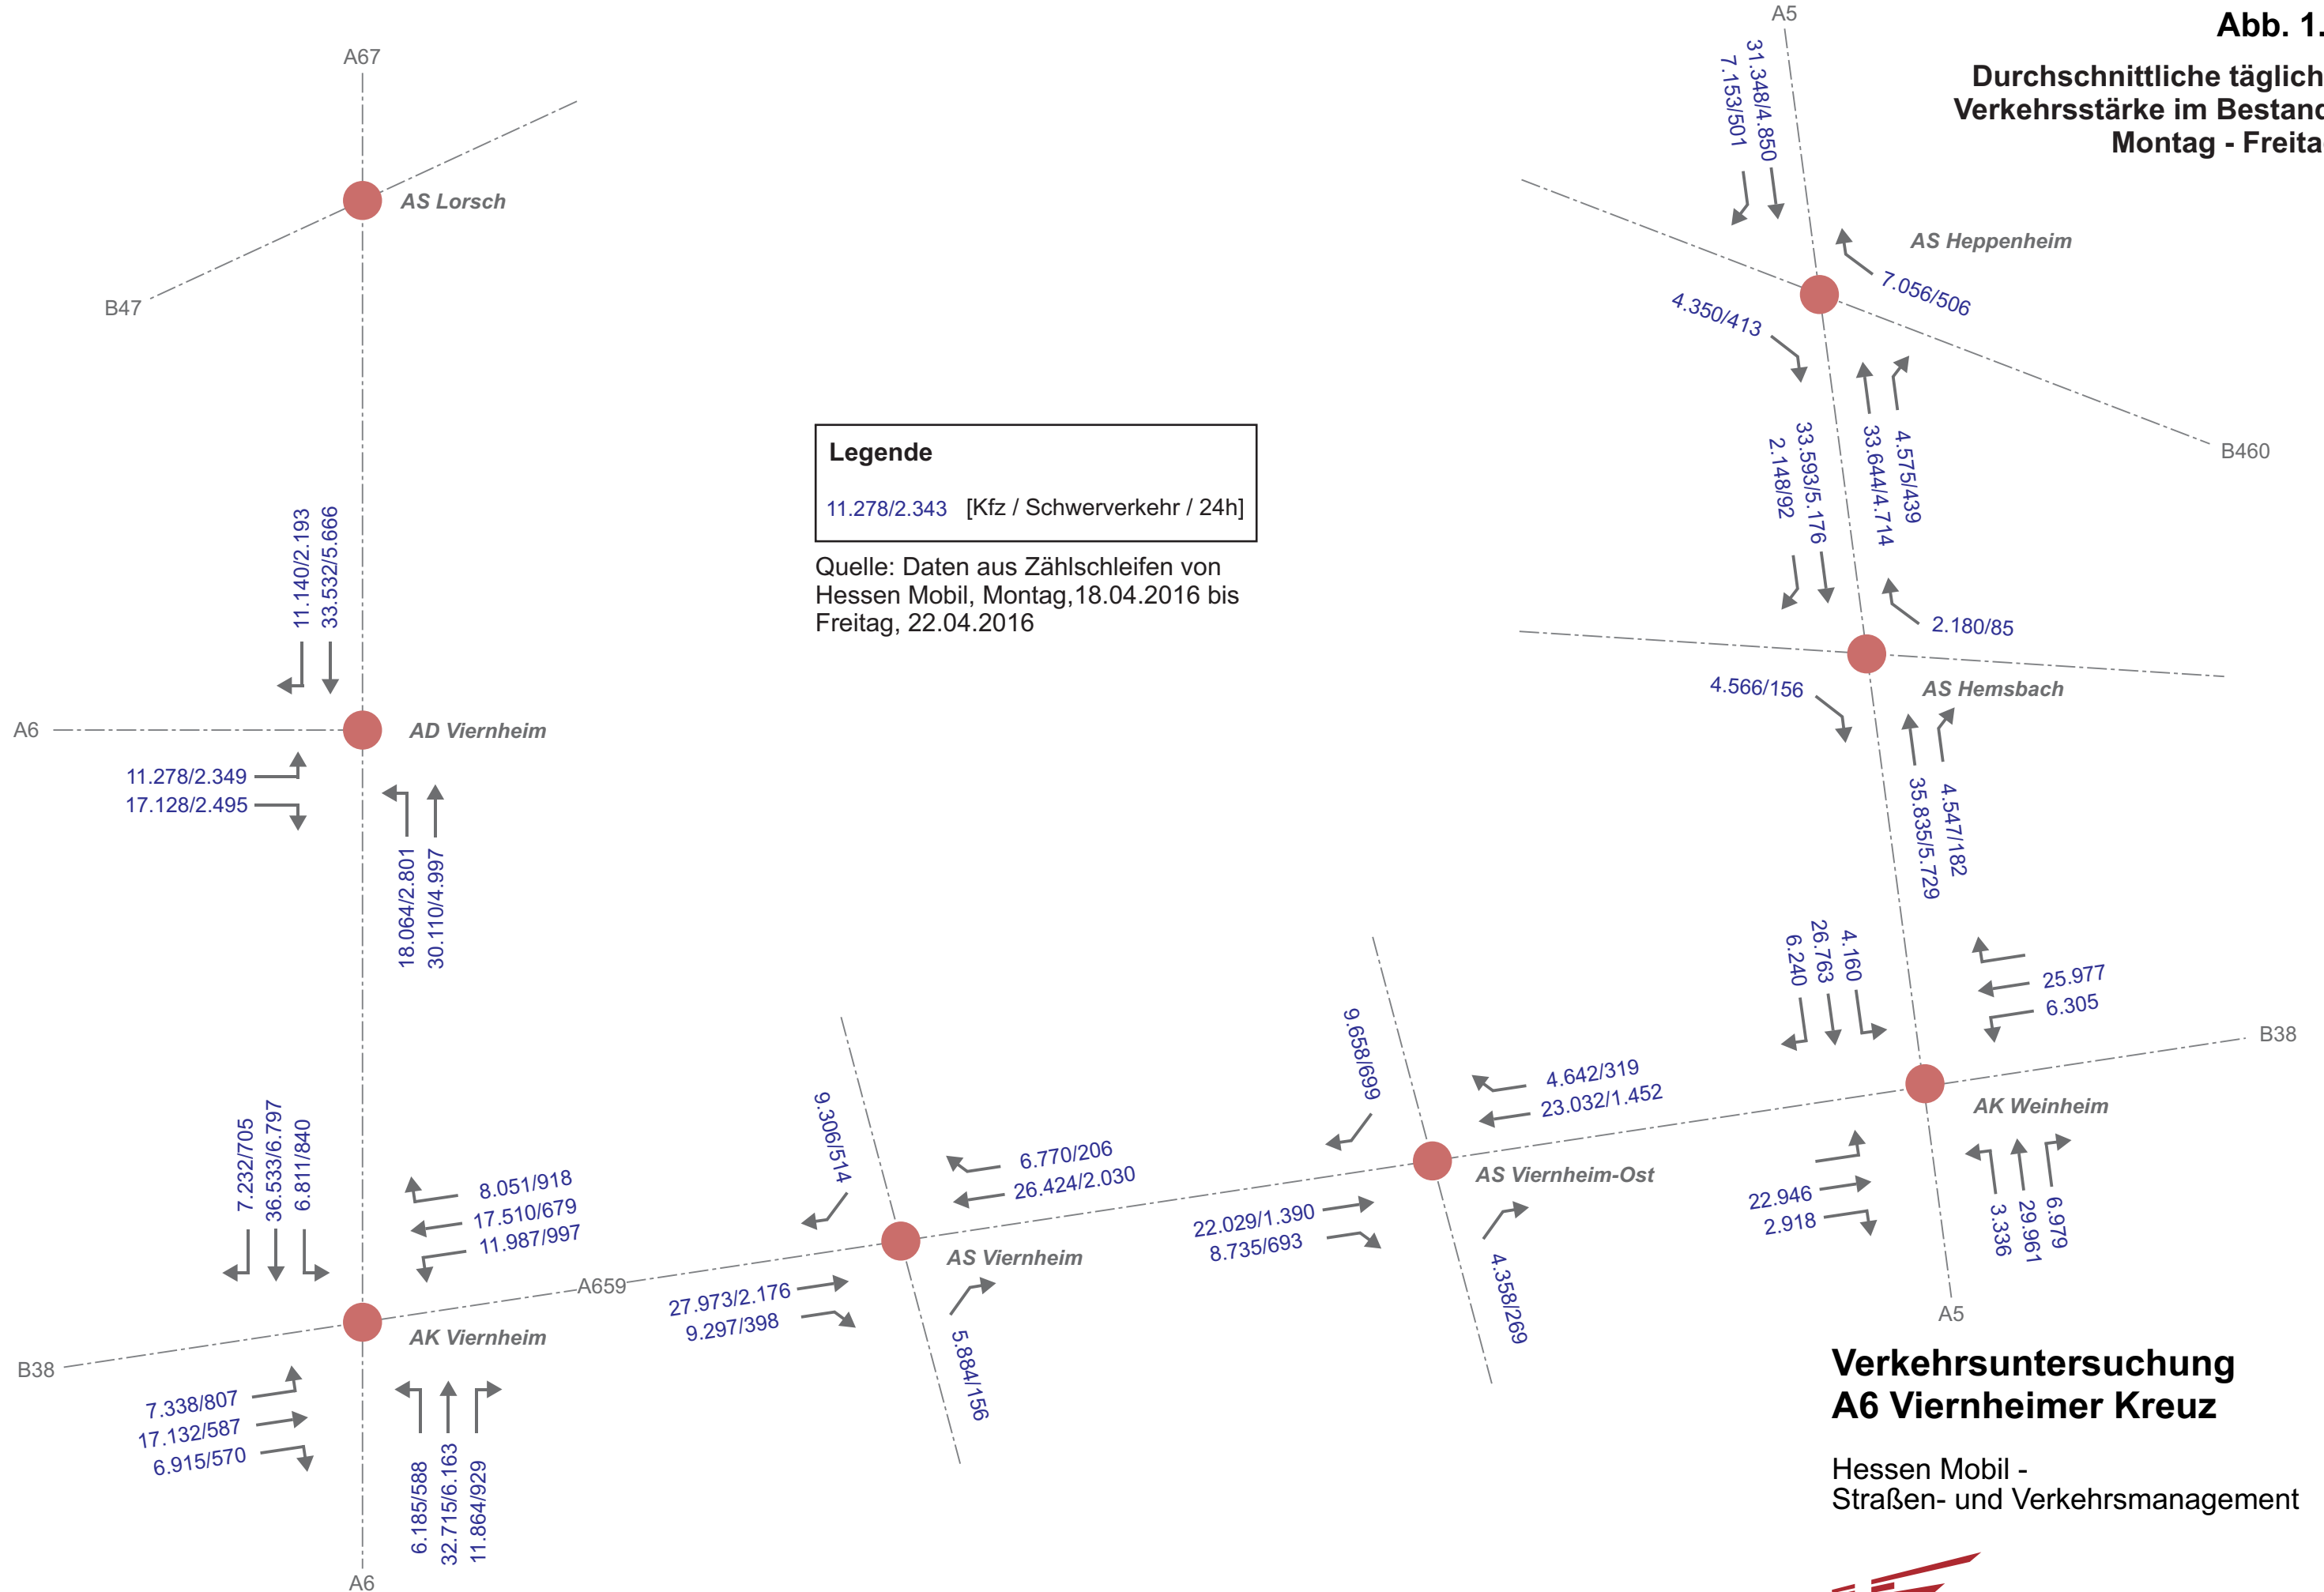 Abb. 1.
Durchschnittliche täglich
Verkehrsstärke im Bestand
Montag - Freita
A67
AS Lorsch
B47
A5
31.348/4.850
7.153/501
AS Heppenheim
7.056/506
4.350/413
B460
2.148/92
33.593/5.176
33.644/4.714
4.575/439
Legende
11.278/2.343 [Kfz / Schwerverkehr / 24h]
Quelle: Daten aus Zählschleifen von
Hessen Mobil, Montag,18.04.2016 bis
Freitag, 22.04.2016
11.140/2.193
33.532/5.666
A6
AD Viernheim
11.278/2.349
17.128/2.495
18.064/2.801
30.110/4.997
2.180/85
4.566/156
AS Hemsbach
35.835/5.729
4.547/182
6.240
26.763
4.160
25.977
6.305
B38
AK Weinheim
22.946
2.918
3.336
29.961
6.979
A5
9.658/699
4.642/319
23.032/1.452
AS Viernheim-Ost
22.029/1.390
8.735/693
4.358/269
9.306/514
6.770/206
26.424/2.030
AS Viernheim
27.973/2.176
9.297/398
5.884/156
A659
7.232/705
36.533/6.797
6.811/840
8.051/918
17.510/679
11.987/997
AK Viernheim
B38
7.338/807
17.132/587
6.915/570
6.185/588
32.715/6.163
11.864/929
A6
Verkehrsuntersuchung
A6 Viernheimer Kreuz
Hessen Mobil -
Straßen- und Verkehrsmanagement